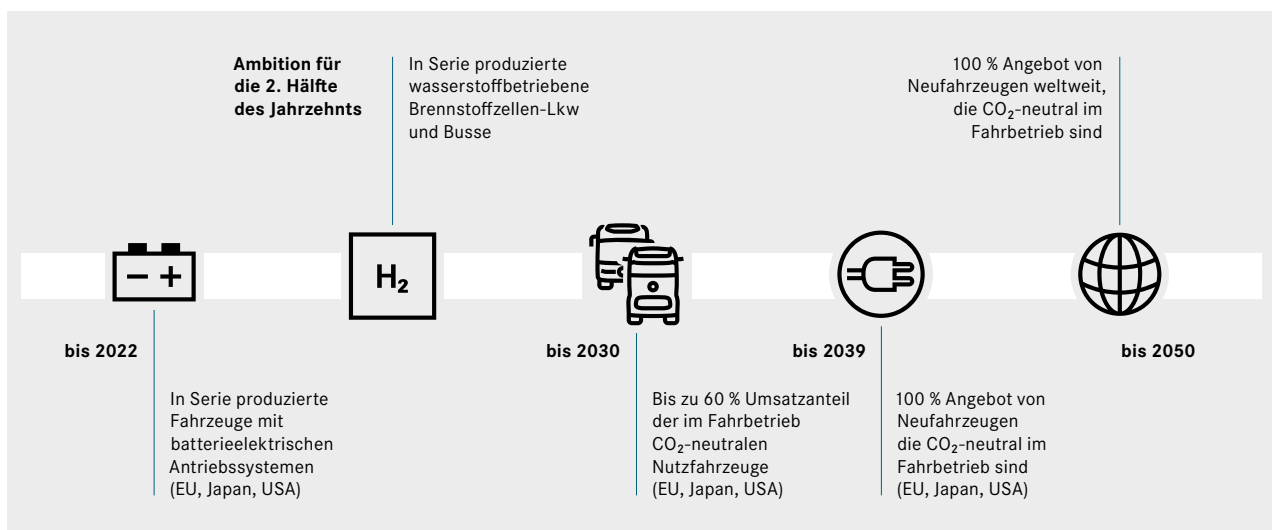 Ambition für
die 2. Hälfte
des Jahrzehnts
In Serie produzierte
wasserstoffbetriebene
Brennstoffzellen-Lkw
und Busse
100 % Angebot von
Neufahrzeugen weltweit,
die CO₂-neutral im
Fahrbetrieb sind
– +
H₂
bis 2022
bis 2030
bis 2039
bis 2050
In Serie produzierte
Fahrzeuge mit
batterieelektrischen
Antriebssystemen
(EU, Japan, USA)
Bis zu 60 % Umsatzanteil
der im Fahrbetrieb
CO₂-neutralen
Nutzfahrzeuge
(EU, Japan, USA)
100 % Angebot von
Neufahrzeugen
die CO₂-neutral im
Fahrbetrieb sind
(EU, Japan, USA)